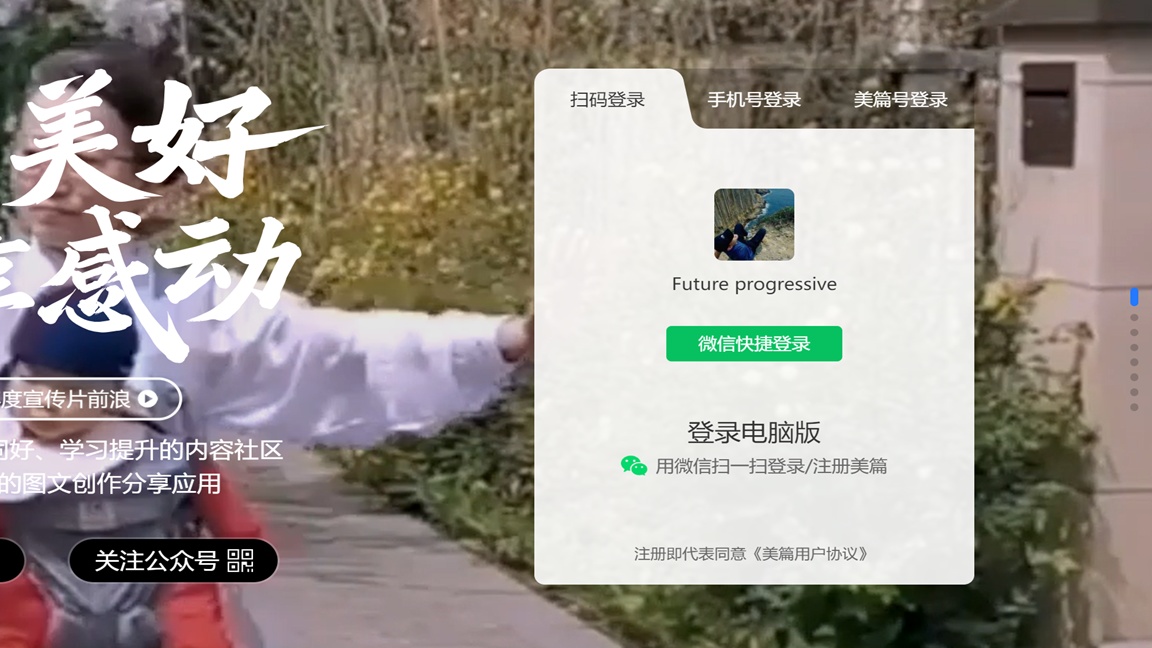 美好
感动
度宣传片前浪
同好、学习提升的内容社区
的图文创作分享应用
关注公众号
扫码登录
手机号登录
美篇号登录
Future progressive
微信快捷登录
登录电脑版
用微信扫一扫登录/注册美篇
注册即代表同意《美篇用户协议》